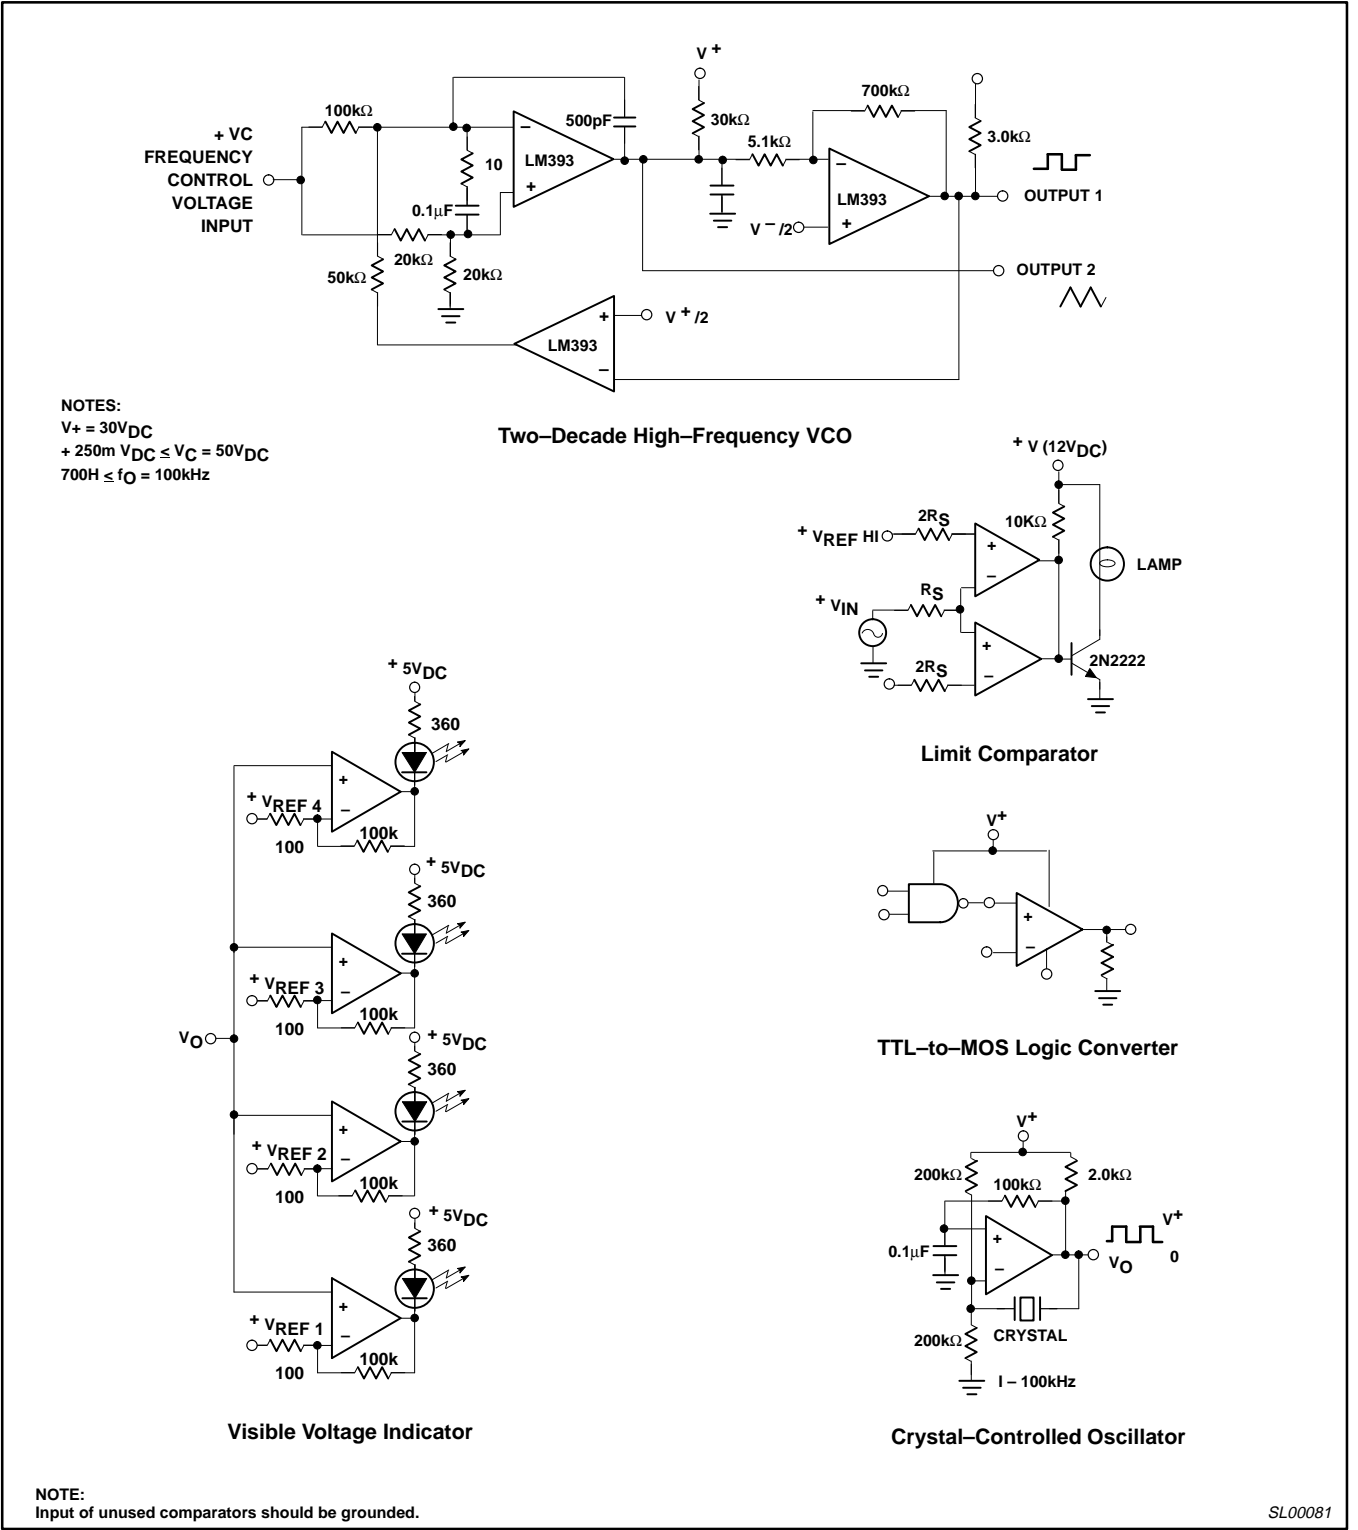 V +
700kΩ
100kΩ
500pF
30kΩ
5.1kΩ
3.0kΩ
+ VC
FREQUENCY
CONTROL
VOLTAGE
INPUT
–
LM393
+
10
0.1µF
–
LM393
+
V – /2
OUTPUT 1
20kΩ
50kΩ
20kΩ
OUTPUT 2
+
V + /2
LM393
–
NOTES:
V+ = 30VDC
+ 250m VDC ≤ VC = 50VDC
700H ≤ fO = 100kHz
Two–Decade High–Frequency VCO
+ V (12VDC)
2RS
10KΩ
+ VREF HI
+
–
LAMP
RS
+ VIN
+
–
2RS
2N2222
Limit Comparator
+ 5VDC
360
+
–
+ VREF 4
100
100k
+ 5VDC
360
+
–
+ VREF 3
100
100k
VO
+ 5VDC
360
+
–
+ VREF 2
100
100k
+ 5VDC
360
+
–
+ VREF 1
100
100k
Visible Voltage Indicator
V+
+
–
TTL–to–MOS Logic Converter
V+
200kΩ
2.0kΩ
100kΩ
+
–
0.1µF
V+
0
VO
CRYSTAL
200kΩ
I – 100kHz
Crystal–Controlled Oscillator
NOTE:
Input of unused comparators should be grounded.
SL00081